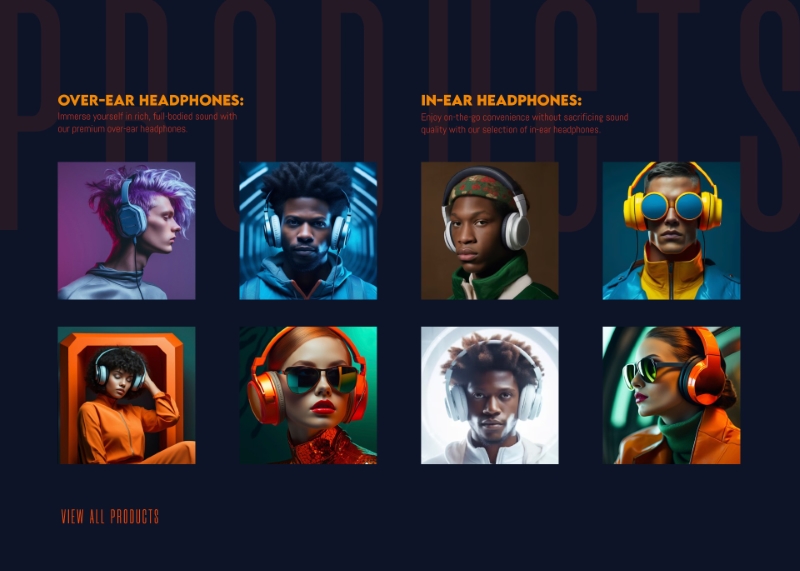 PRODUCTS
OVER-EAR HEADPHONES:
Immerse yourself in rich, full-bodied sound with
our premium over-ear headphones.
IN-EAR HEADPHONES:
Enjoy on-the-go convenience without sacrificing sound
quality with our selection of in-ear headphones.
VIEW ALL PRODUCTS